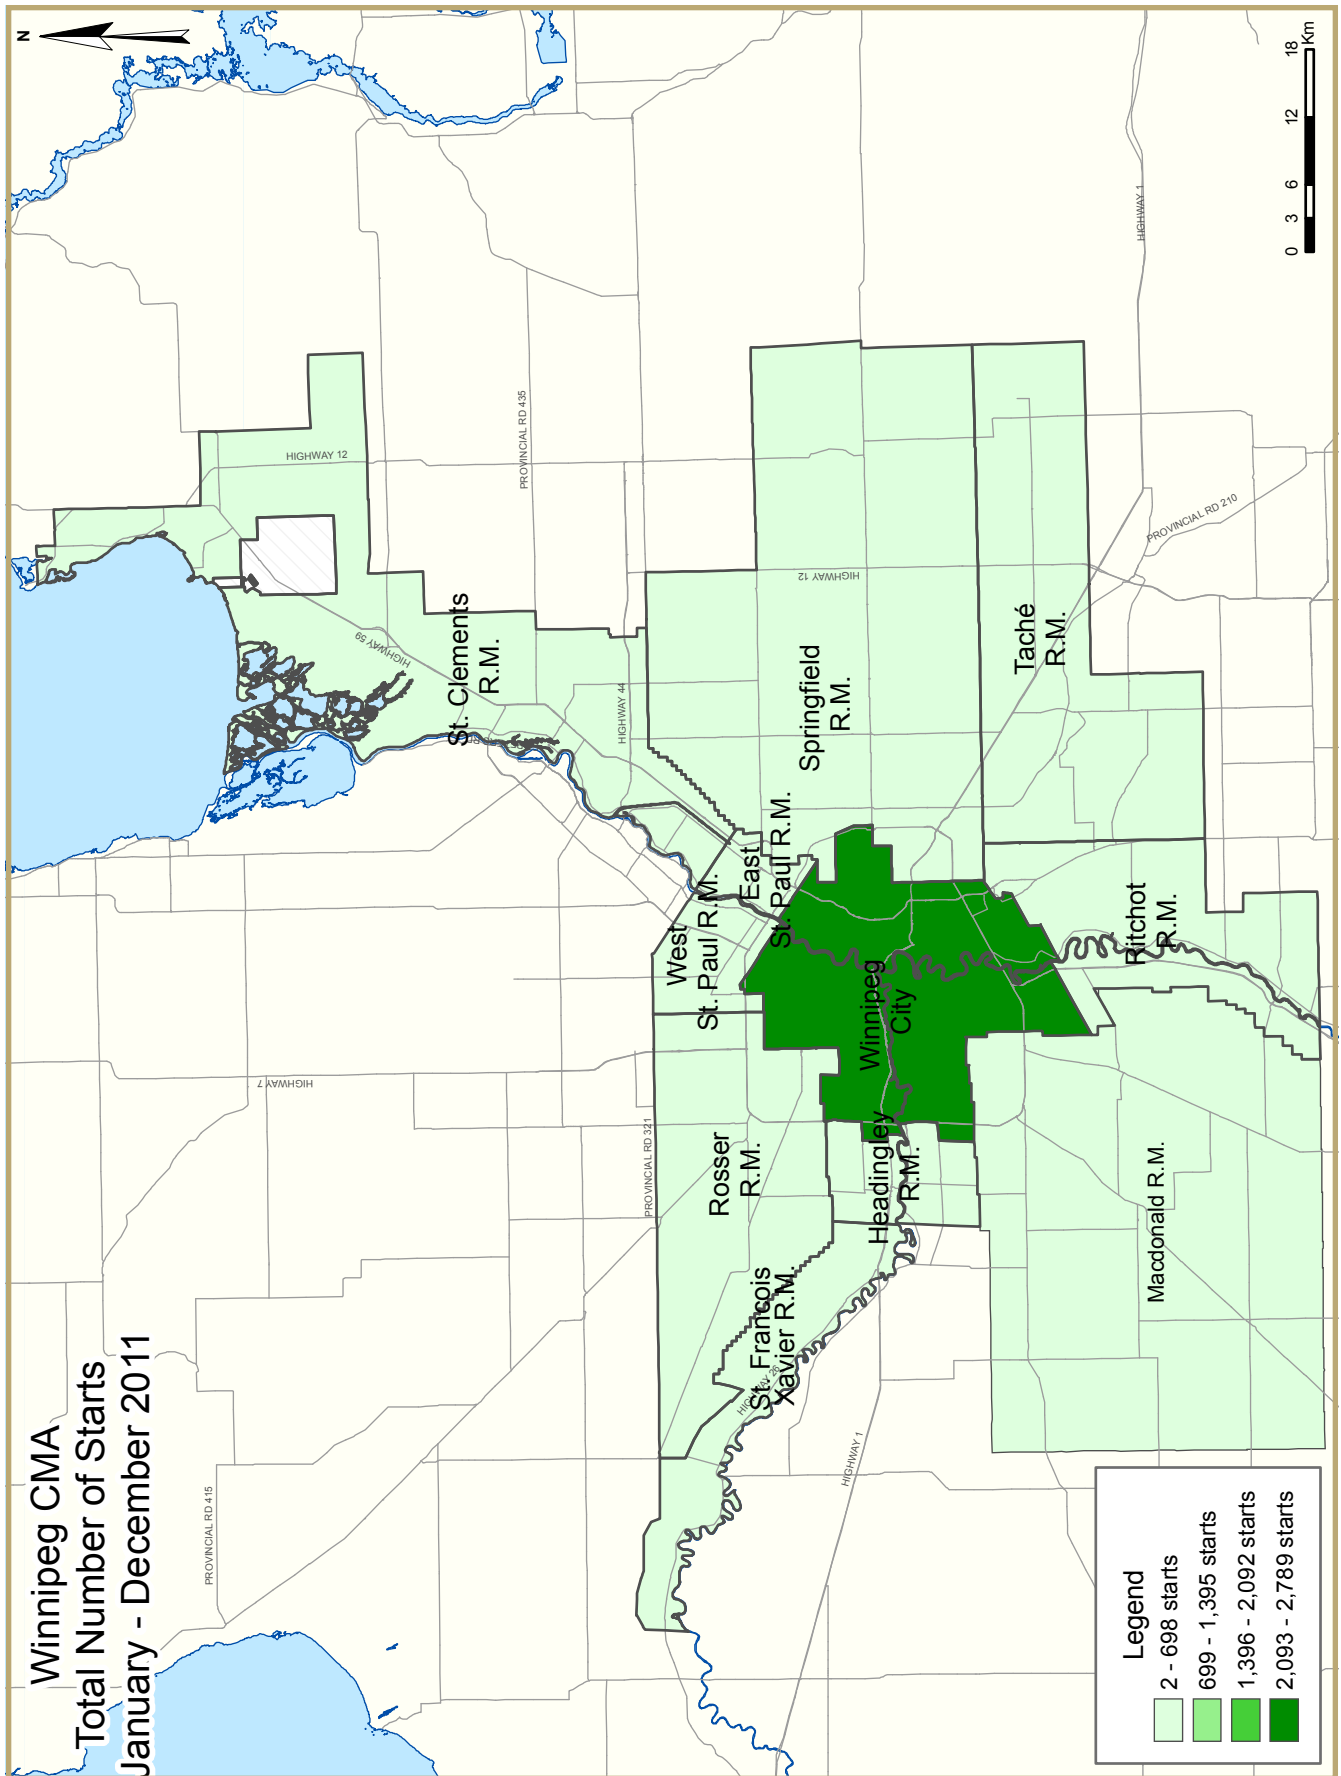 Winnipeg CMA
Total Number of Starts
January - December 2011
N
PROVINCIAL RD 415
HIGHWAY 7
PROVINCIAL RD 321
HIGHWAY 1
HIGHWAY 26
St. François
Xavier R.M.
Rosser
R.M.
Headingley
R.M.
Macdonald R.M.
Winnipeg
City
West
St. Paul R.M.
East
St. Paul R.M.
Ritchot
R.M.
St. Clements
R.M.
Springfield
R.M.
Taché
R.M.
HIGHWAY 59
HIGHWAY 44
HIGHWAY 12
HIGHWAY 12
PROVINCIAL RD 435
PROVINCIAL RD 210
HIGHWAY 1
Legend
2 - 698 starts
699 - 1,395 starts
1,396 - 2,092 starts
2,093 - 2,789 starts
0 3 6 12 18
Km